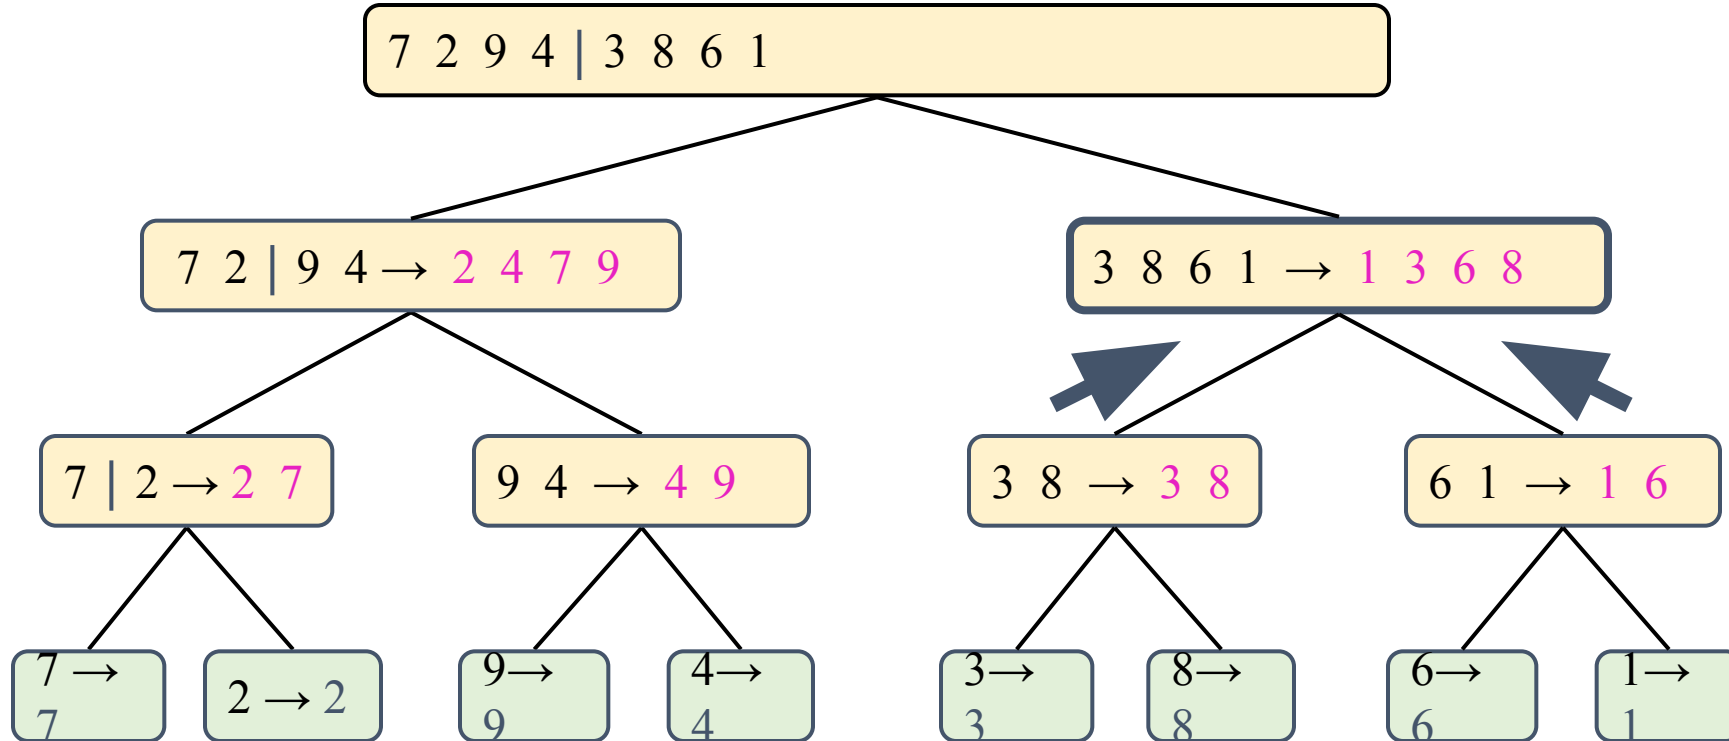 7 2 9 4 | 3 8 6 1
7 2 | 9 4 → 2 4 7 9
3 8 6 1 → 1 3 6 8
7 | 2 → 2 7
9 4 → 4 9
3 8 → 3 8
6 1 → 1 6
7 →
7
2 → 2
9→
9
4→
4
3→
3
8→
8
6→
6
1→
1